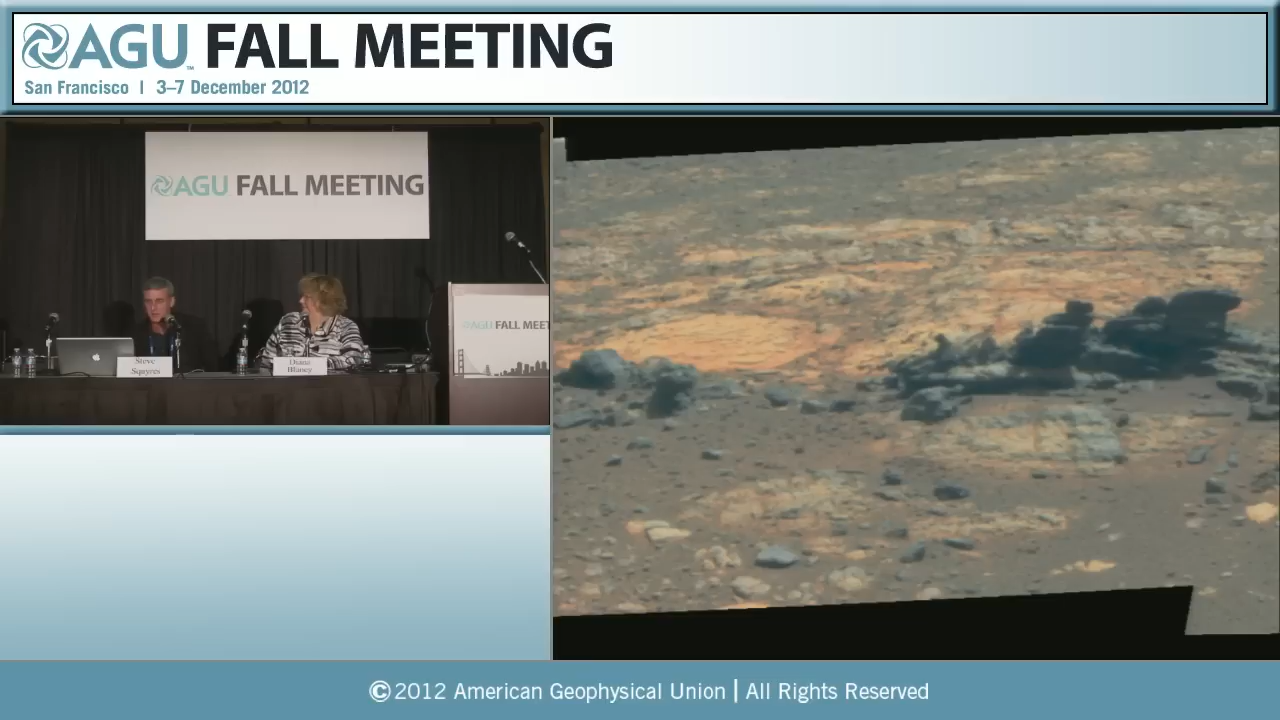 AGU FALL MEETING
San Francisco | 3–7 December 2012
AGU FALL MEETING
AGU FALL MEET
Steve
Squyres
Diana
Blaney
©2012 American Geophysical Union | All Rights Reserved